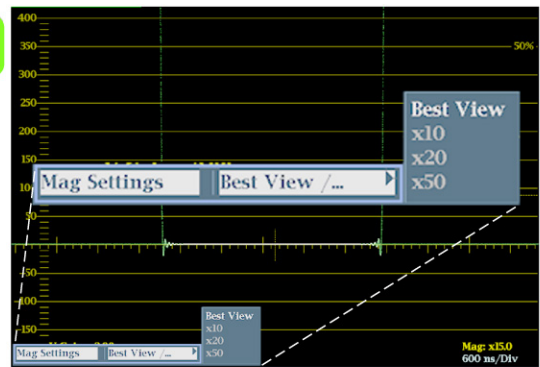 400
350
50%
300
250
Best View
200
x10
x20
150
Mag Settings Best View /... x50
50
-50
-100
Best View
x10
-150
x20
Mag Settings Best View /... x50
Mag: x15.0
600 ns/Div